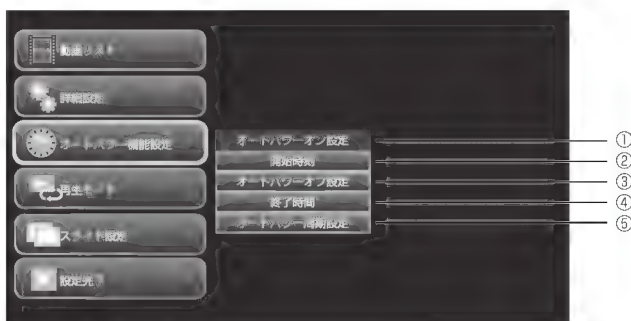 動画リスト
詳細設定
オートパワー機能設定
再生モード
スライド設定
設定完了
オートパワーオン設定 ①
開始時刻 ②
オートパワーオフ設定 ③
終了時間 ④
オートパワー周期設定 ⑤